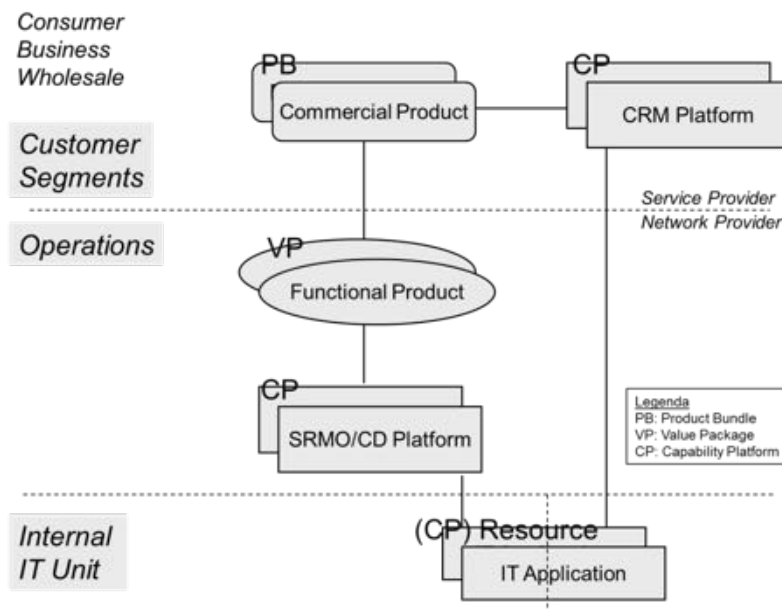 Consumer
Business
Wholesale
PB
Commercial Product
CP
CRM Platform
Customer
Segments
Service Provider
Network Provider
Operations
VP
Functional Product
CP
SRMO/CD Platform
Legenda
PB: Product Bundle
VP: Value Package
CP: Capability Platform
Internal
IT Unit
(CP) Resource
IT Application